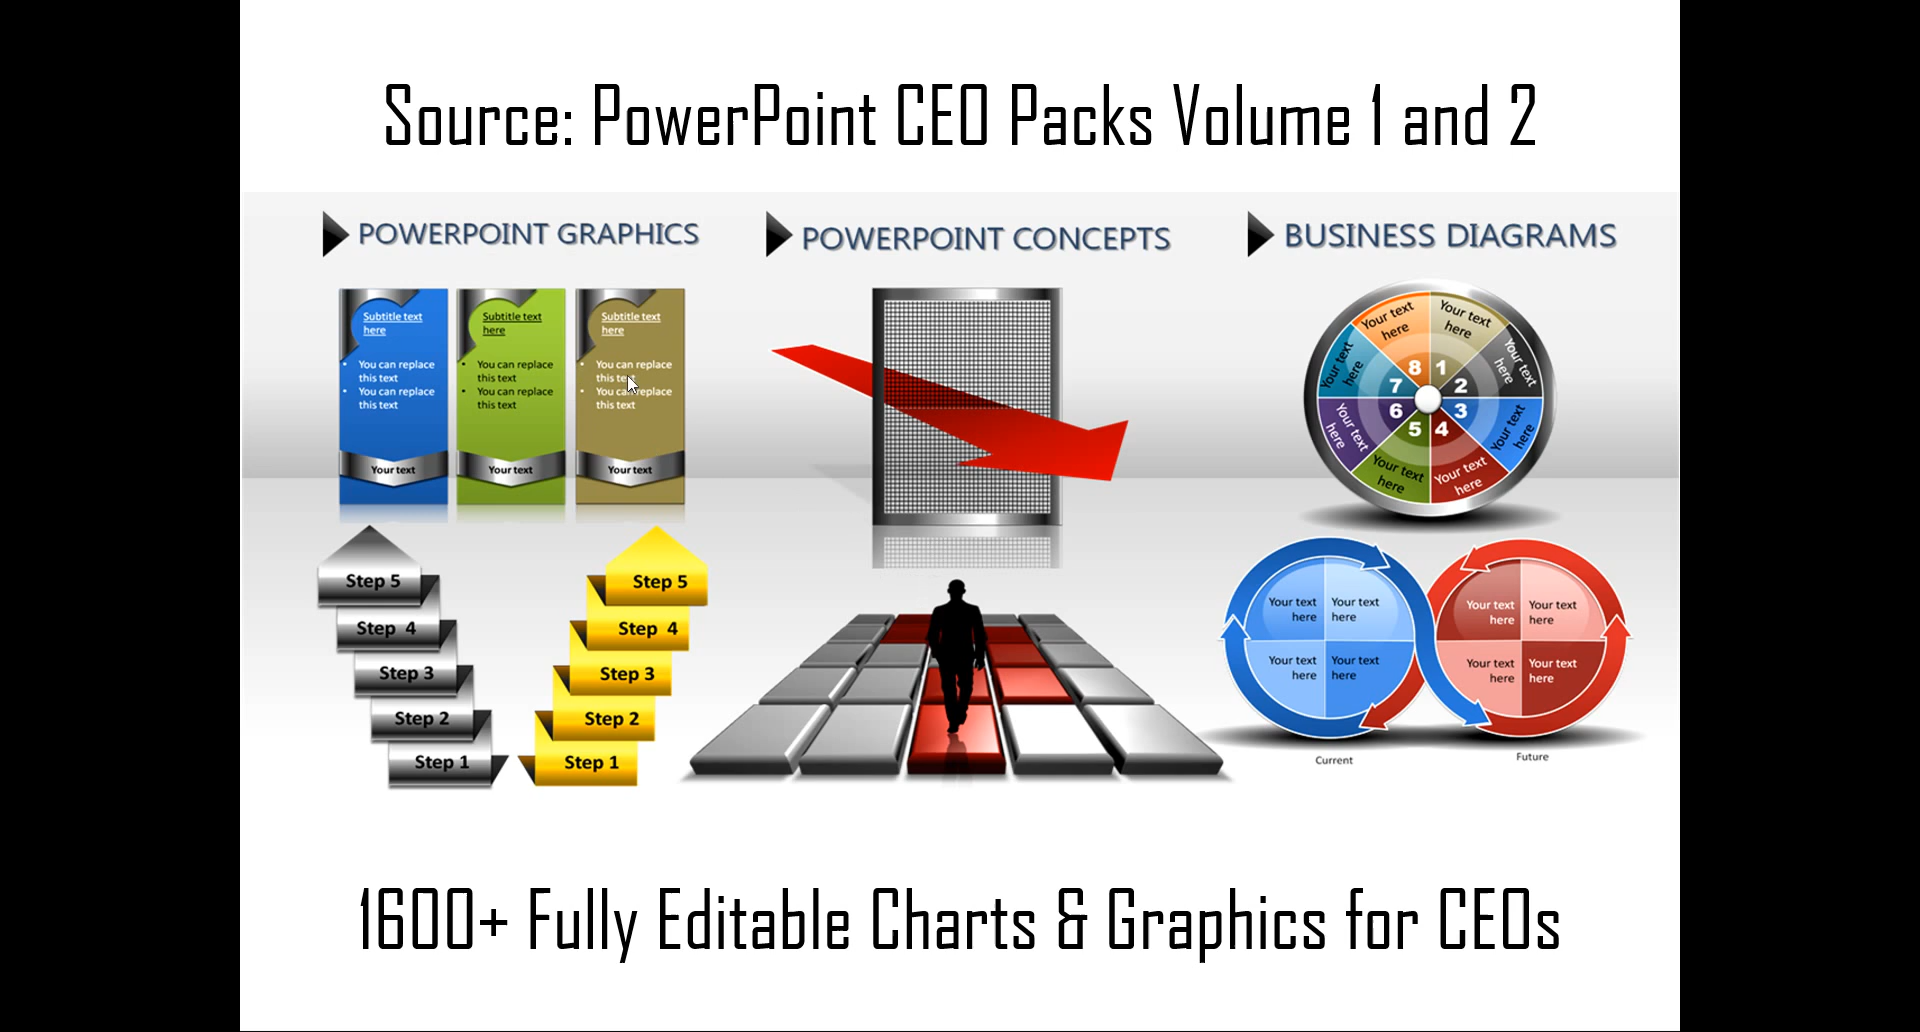 Source: PowerPoint CEO Packs Volume 1 and 2
POWERPOINT GRAPHICS
Subtitle text
here
• You can replace
this text
• You can replace
this text
Your text
Subtitle text
here
• You can replace
this text
• You can replace
this text
Your text
Subtitle text
here
• You can replace
this text
• You can replace
this text
Your text
Step 5
Step 4
Step 3
Step 2
Step 1
Step 5
Step 4
Step 3
Step 2
Step 1
POWERPOINT CONCEPTS
BUSINESS DIAGRAMS
Your text
here
1
Your text
here
2
Your text
here
3
Your text
here
4
Your text
here
5
Your text
here
6
Your text
here
7
Your text
here
8
Your text
here
Your text
here
Your text
here
Your text
here
Current
Your text
here
Your text
here
Your text
here
Your text
here
Future
1600+ Fully Editable Charts & Graphics for CEOs